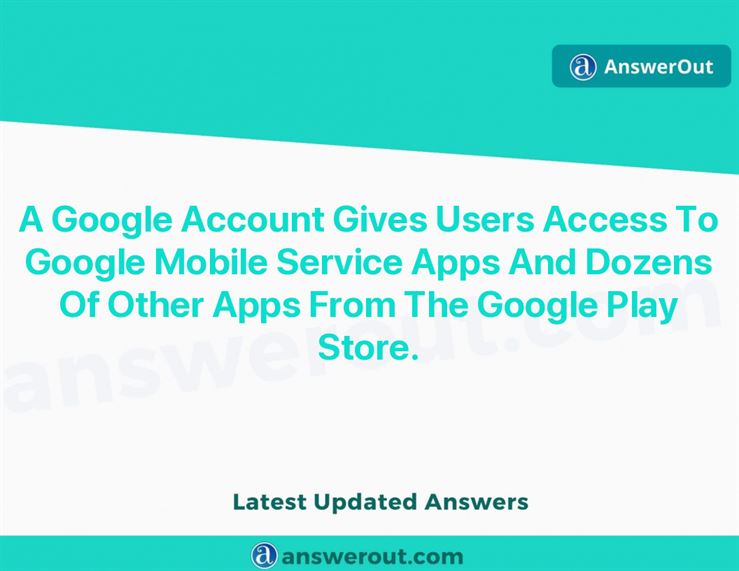 AnswerOut
A Google Account Gives Users Access To
Google Mobile Service Apps And Dozens
Of Other Apps From The Google Play
Store.
answerout.com
Latest Updated Answers
answerout.com